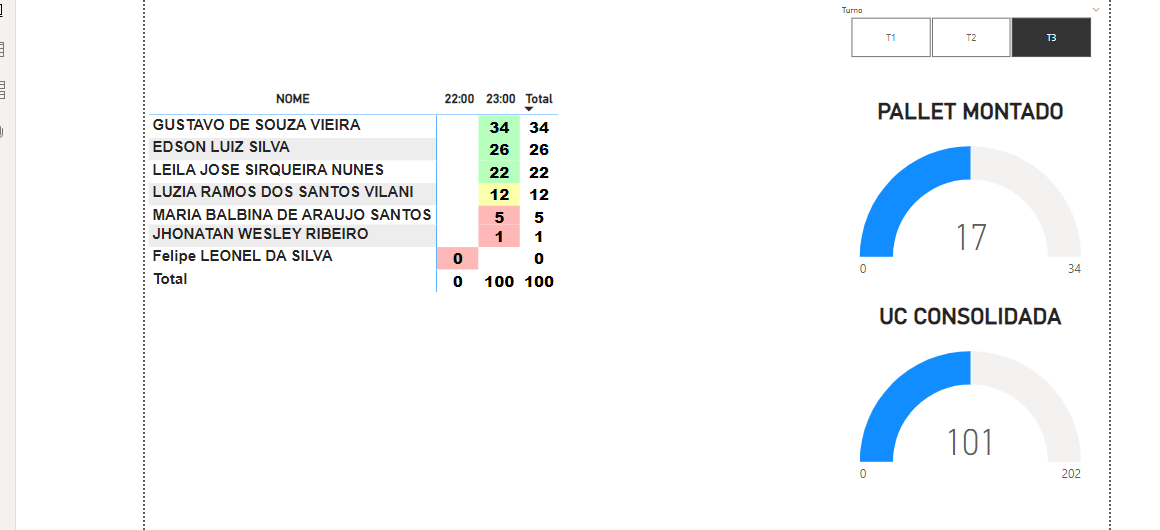 Turno
T1 T2 T3
NOME 22:00 23:00 Total
GUSTAVO DE SOUZA VIEIRA 34 34
EDSON LUIZ SILVA 26 26
LEILA JOSE SIRQUEIRA NUNES 22 22
LUZIA RAMOS DOS SANTOS VILANI 12 12
MARIA BALBINA DE ARAUJO SANTOS 5 5
JHONATAN WESLEY RIBEIRO 1 1
Felipe LEONEL DA SILVA 0 0
Total 0 100 100
PALLET MONTADO
17
0 34
UC CONSOLIDADA
101
0 202